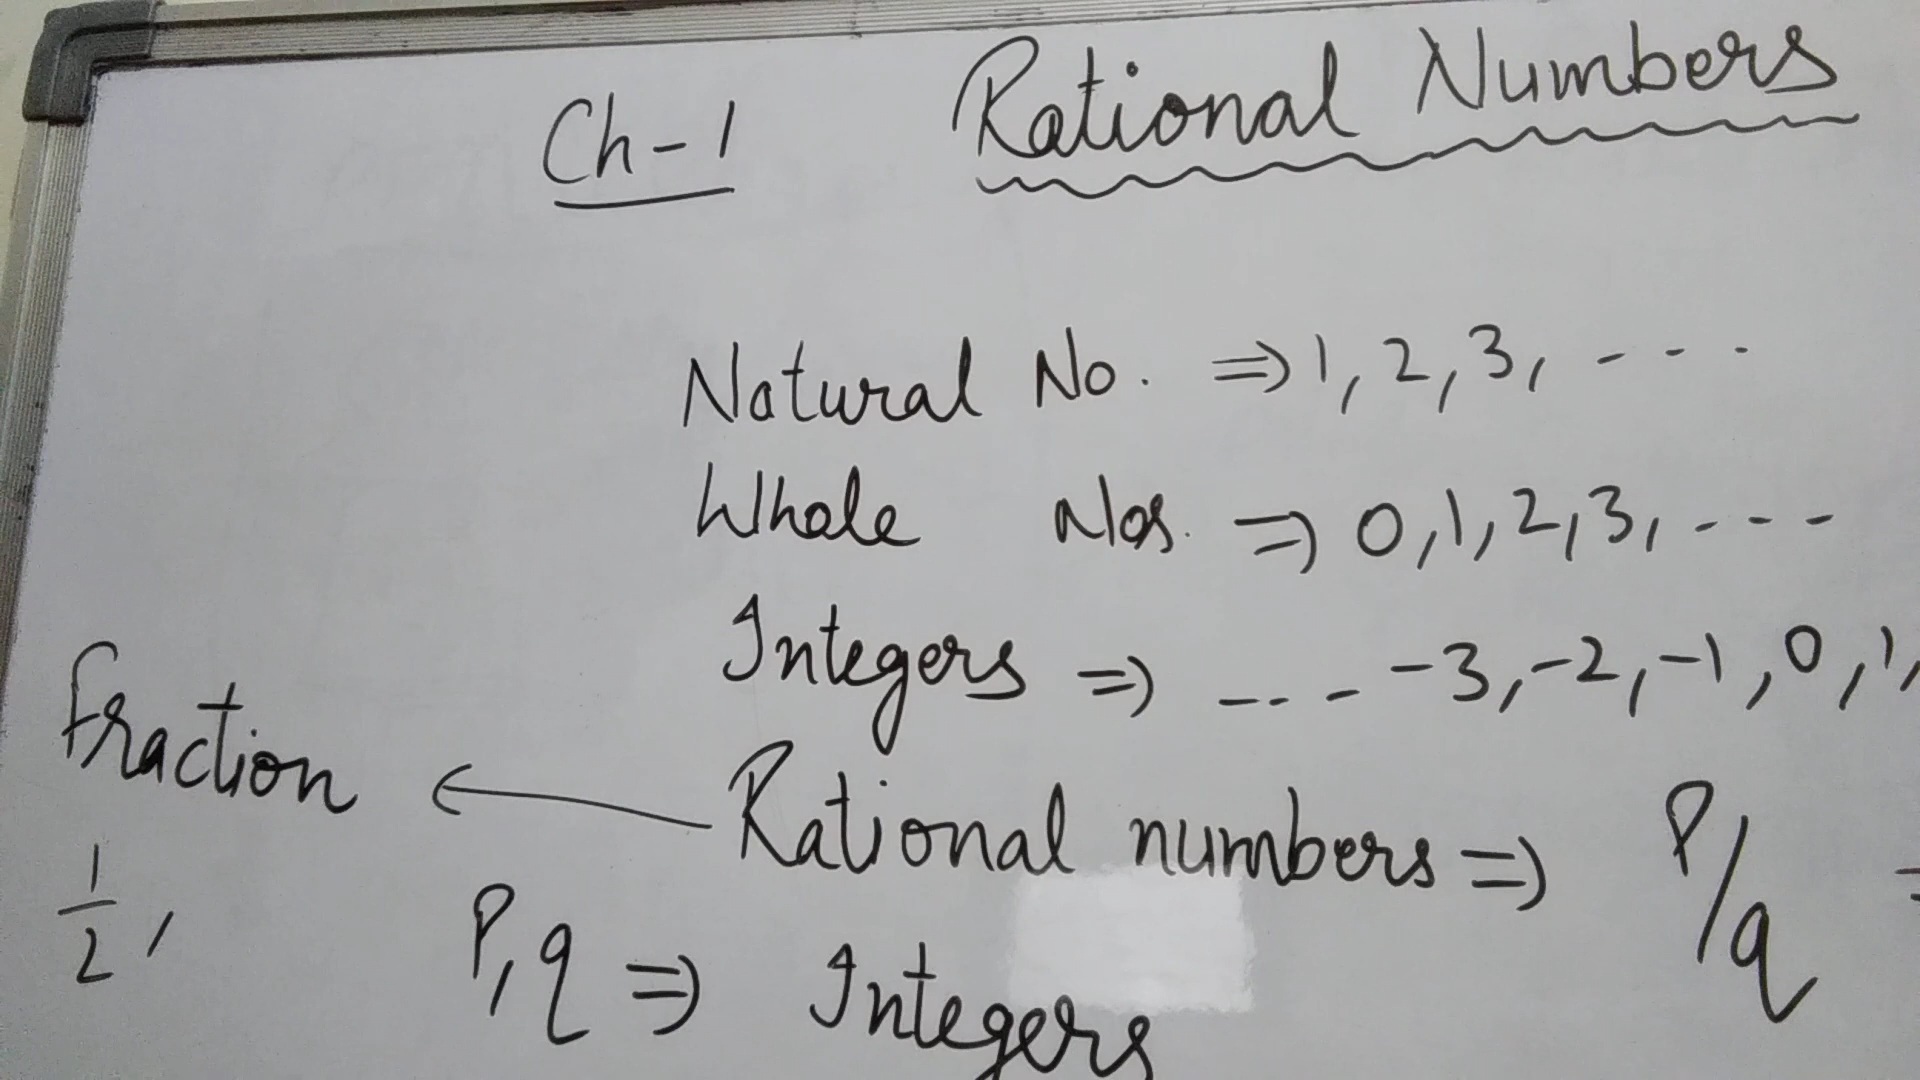 Ch-1 Rational Numbers
Natural No. ⇒ 1, 2, 3, - - -
Whole Nos. ⇒ 0, 1, 2, 3, - - -
Integers ⇒ - - - -3, -2, -1, 0, 1,
Fraction ← Rational numbers ⇒ P/q
1/2,
P, q ⇒ Integers